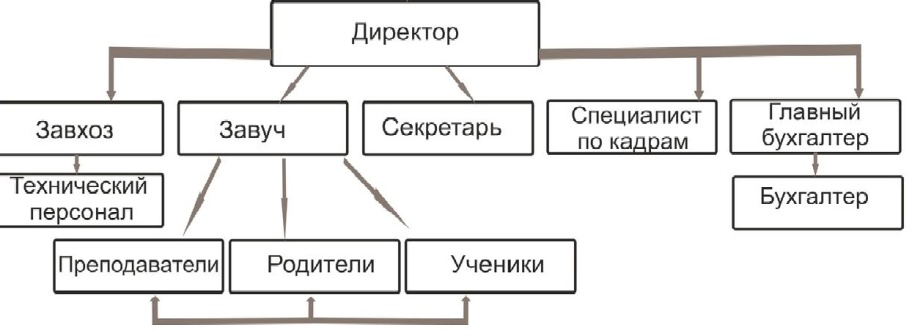 Директор
Завхоз
Завуч
Секретарь
Специалист
по кадрам
Главный
бухгалтер
Технический
персонал
Бухгалтер
Преподаватели
Родители
Ученики